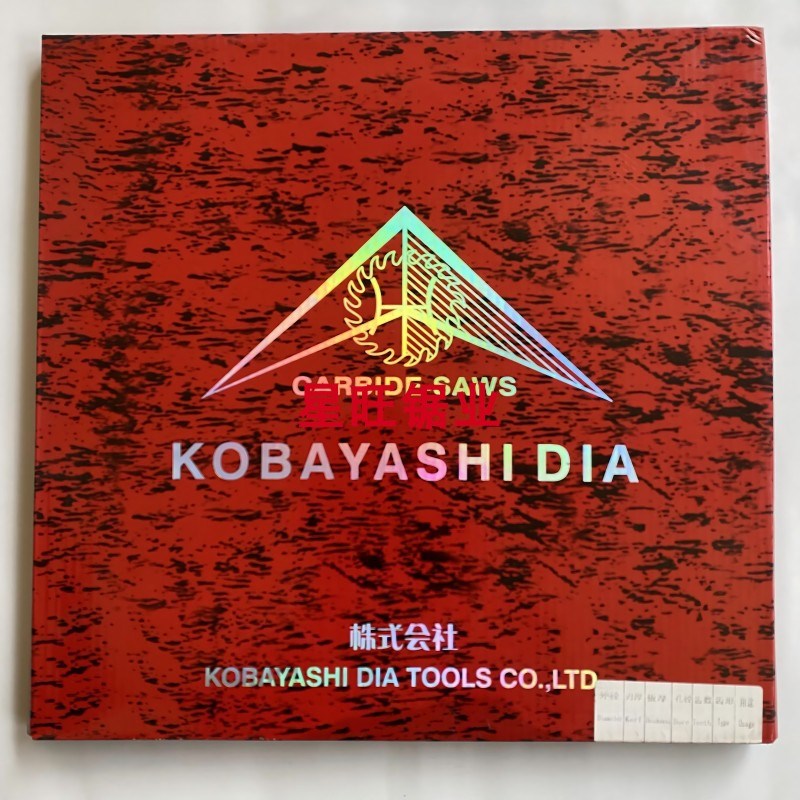 CARBIDE SAWS
星旺锯业
KOBAYASHI DIA
株式会社
KOBAYASHI DIA TOOLS CO.,LTD